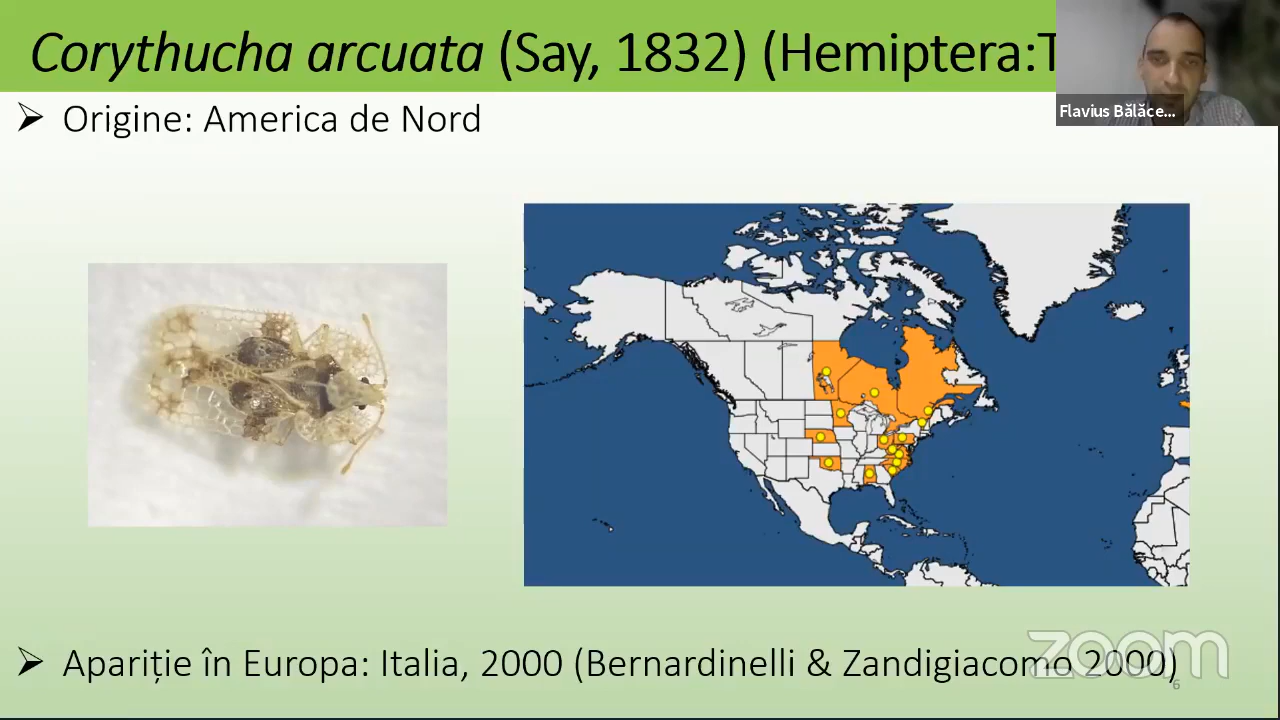 Corythucha arcuata (Say, 1832) (Hemiptera:T
Flavius Bălăce...
➢ Origine: America de Nord
➢ Apariție în Europa: Italia, 2000 (Bernardinelli & Zandigiacomo 2000)
zoom
6